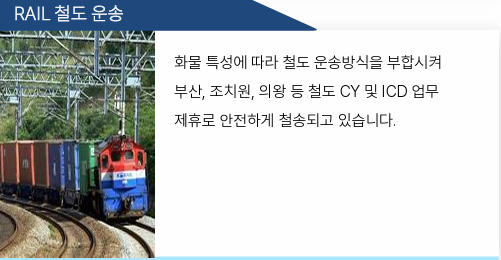 RAIL 철도 운송
화물 특성에 따라 철도 운송방식을 부합시켜
부산, 조치원, 의왕 등 철도 CY 및 ICD 업무
제휴로 안전하게 철송되고 있습니다.